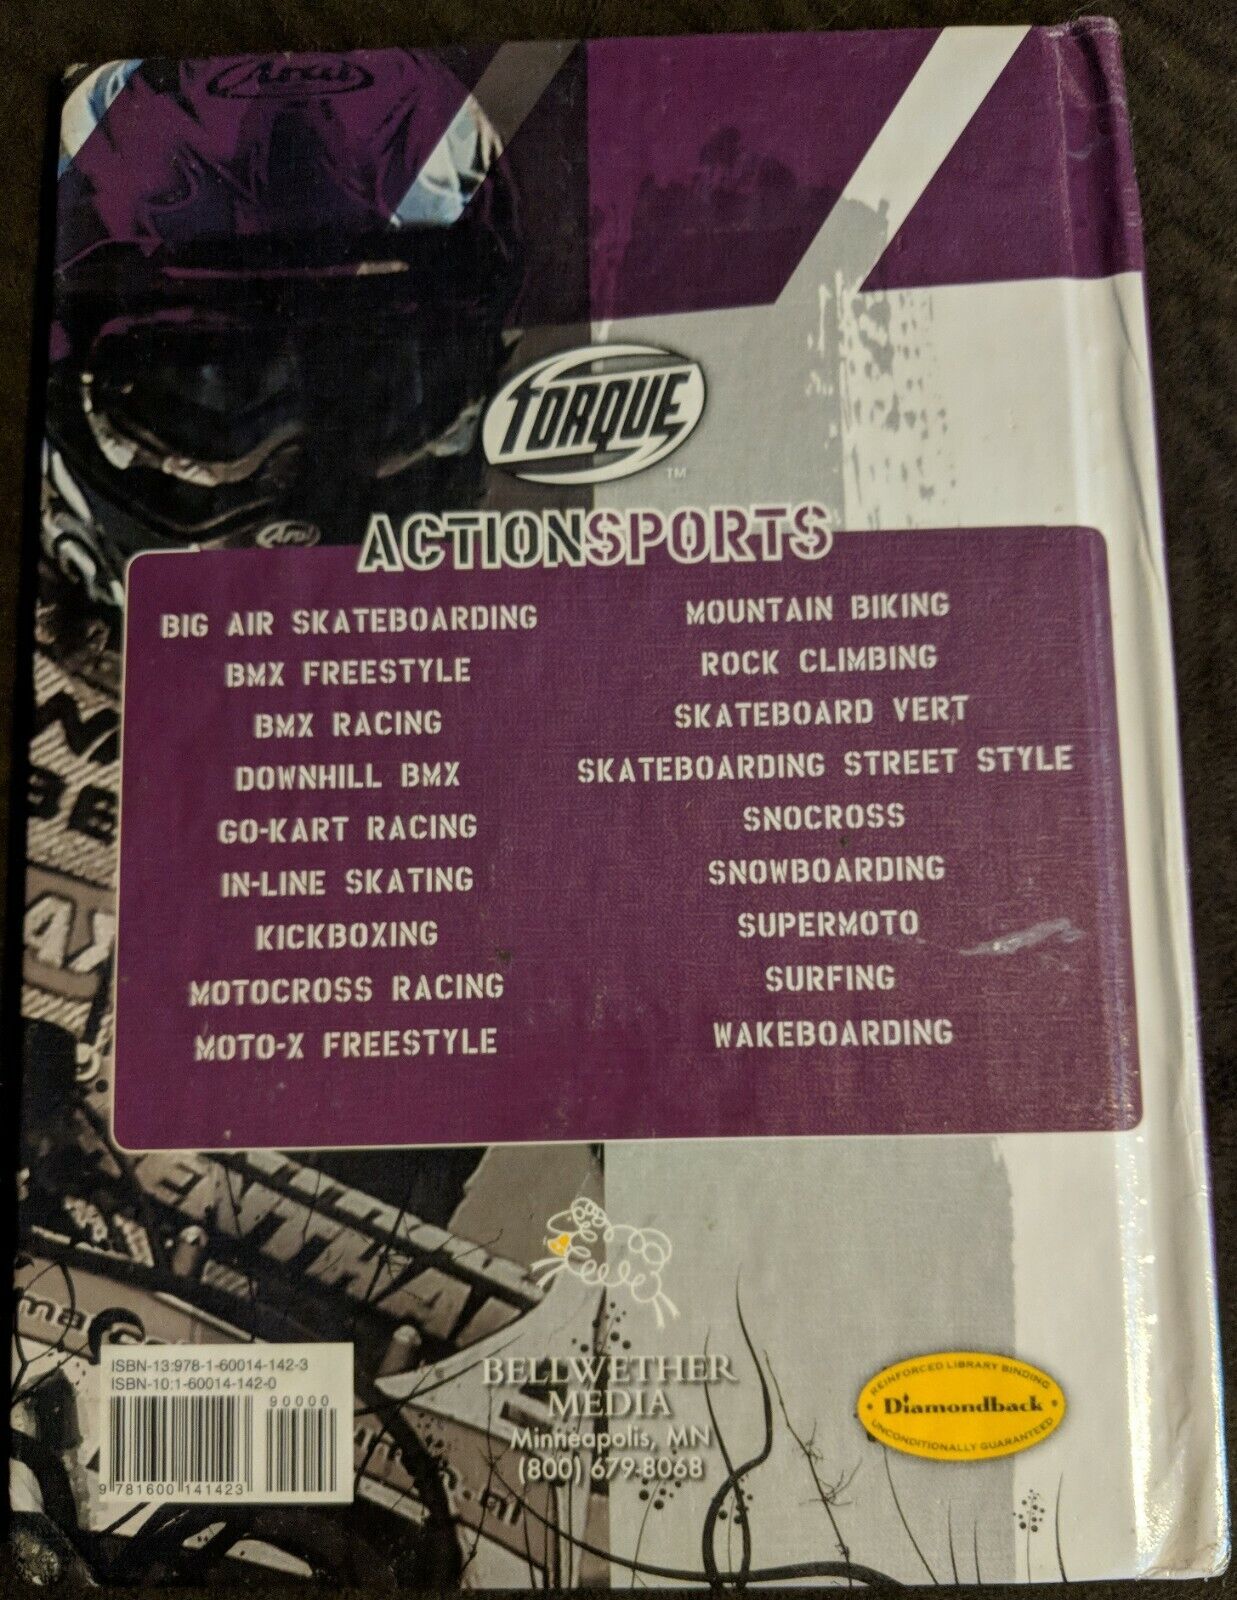 Arai
TORQUE
TM
Arai
ACTIONSPORTS
BIG AIR SKATEBOARDING
BMX FREESTYLE
BMX RACING
DOWNHILL BMX
GO-KART RACING
IN-LINE SKATING
KICKBOXING
MOTOCROSS RACING
MOTO-X FREESTYLE
MOUNTAIN BIKING
ROCK CLIMBING
SKATEBOARD VERT
SKATEBOARDING STREET STYLE
SNOCROSS
SNOWBOARDING
SUPERMOTO
SURFING
WAKEBOARDING
ISBN-13:978-1-60014-142-3
ISBN-10:1-60014-142-0
90000
9 781600 141423
BELLWETHER
MEDIA
Minneapolis, MN
(800) 679-8068
REINFORCED LIBRARY BINDING
Diamondback
UNCONDITIONALLY GUARANTEED